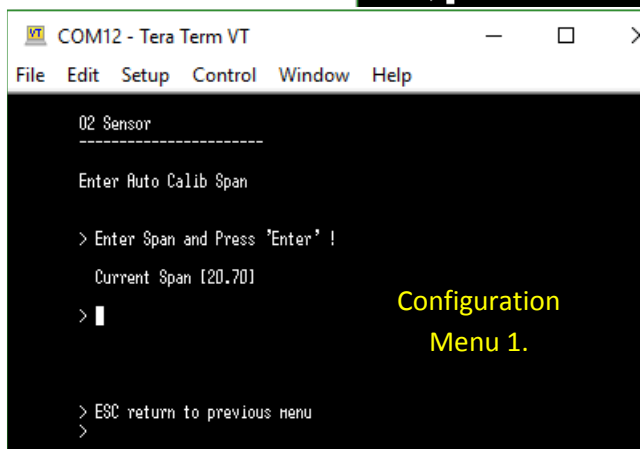 VT COM12 - Tera Term VT
File Edit Setup Control Window Help
O2 Sensor
-----------------------
Enter Auto Calib Span
> Enter Span and Press 'Enter' !
Current Span [20.70]
>
Configuration
Menu 1.
> ESC return to previous menu
>